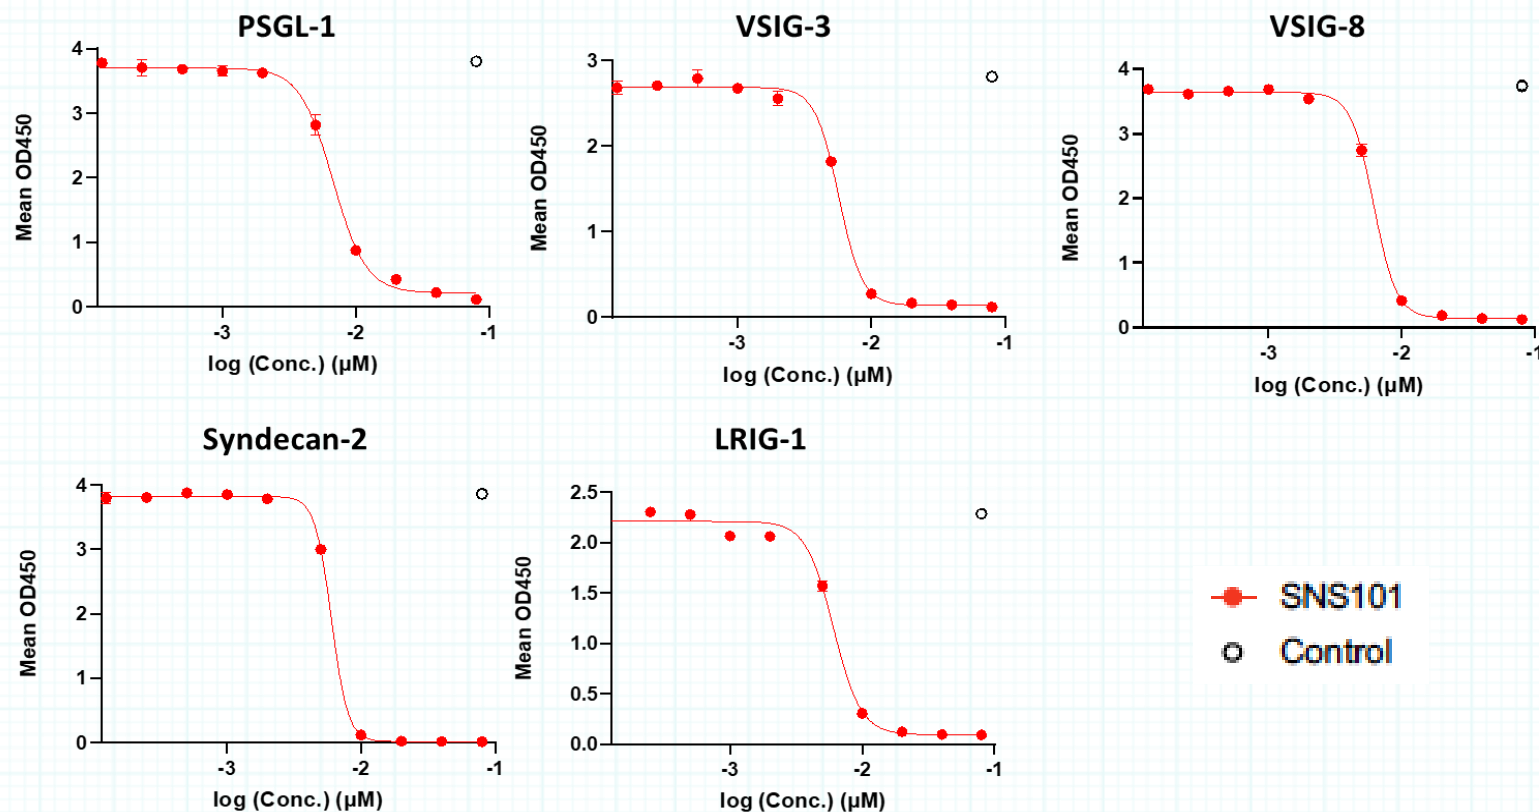 PSGL-1
4
3
2
1
0
Mean OD450
-3
-2
-1
log (Conc.) (µM)
VSIG-3
3
2
1
0
Mean OD450
-3
-2
-1
log (Conc.) (µM)
VSIG-8
4
3
2
1
0
Mean OD450
-3
-2
-1
log (Conc.) (µM)
Syndecan-2
4
3
2
1
0
Mean OD450
-3
-2
-1
log (Conc.) (µM)
LRIG-1
2.5
2.0
1.5
1.0
0.5
0.0
Mean OD450
-3
-2
-1
log (Conc.) (µM)
SNS101
Control